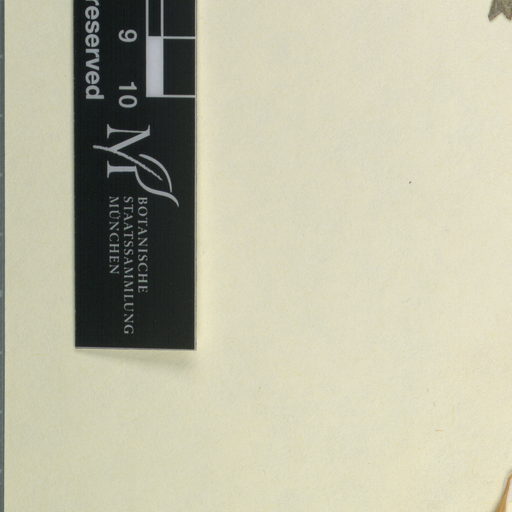 reserved
9 10
BOTANISCHE
STAATSSAMMLUNG
MÜNCHEN